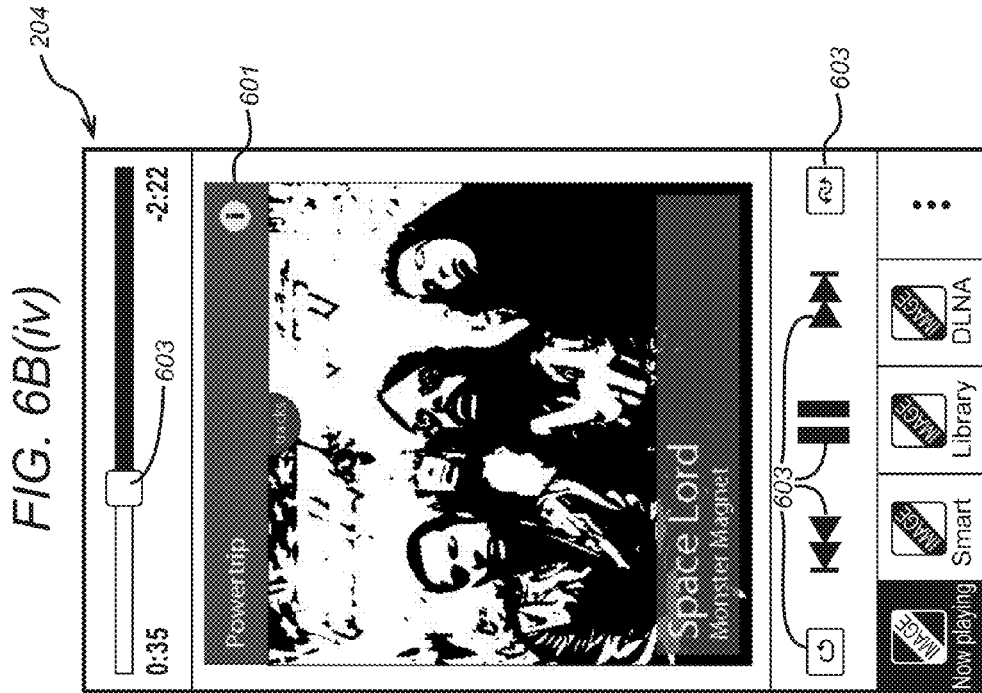 FIG. 6B(iv)
204
0:35
-2:22
603
601
Powertrip
i
Space Lord
Monster Magnet
603
603
IMAGE
IMAGE
IMAGE
IMAGE
Now playing
Smart
Library
DLNA